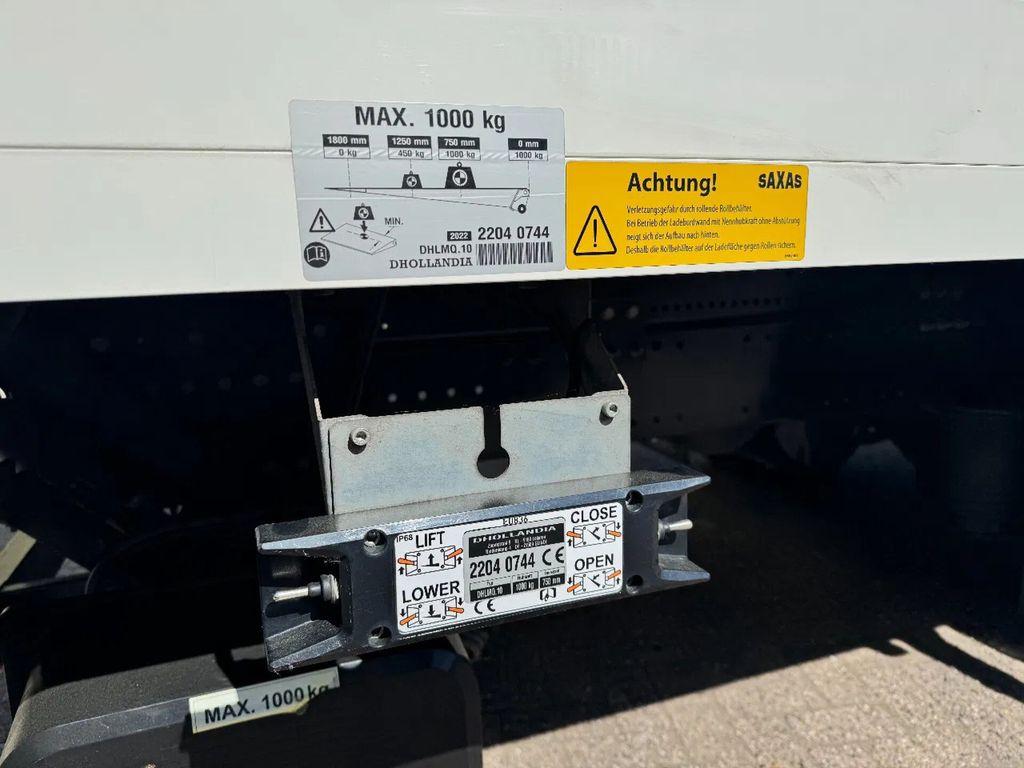 MAX. 1000 kg
1800 mm 1250 mm 750 mm 0 mm
0 kg 450 kg 1000 kg 1000 kg
MIN.
2022 2204 0744
DHLMQ.10
DHOLLANDIA
Achtung! SAXAS
Verletzungsgefahr durch rollende Rollbehälter.
Bei Betrieb der Ladebordwand mit Nennhubkraft ohne Abstützung
neigt sich der Aufbau nach hinten.
Deshalb die Rollbehälter auf der Ladefläche gegen Rollen sichern.
IP68
LIFT
DHOLLANDIA
CLOSE
2204 0744 CE
LOWER
DHLMQ.10 1000 kg 750 mm
OPEN
CE
MAX. 1000 kg